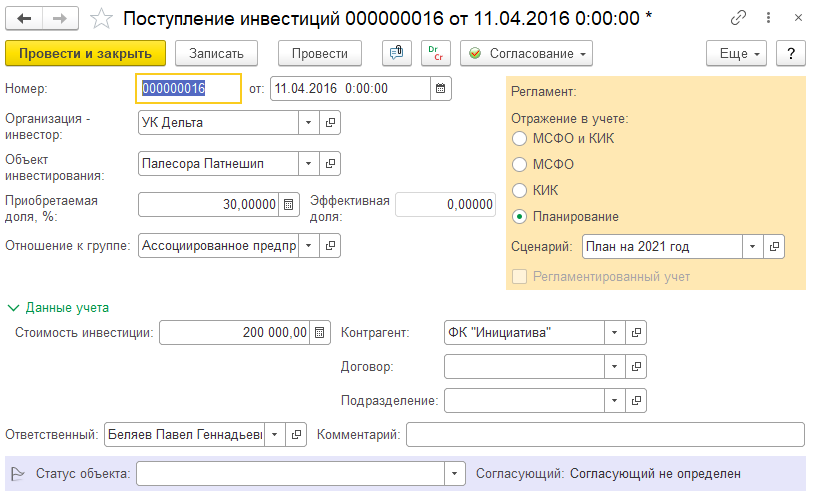 Поступление инвестиций 000000016 от 11.04.2016 0:00:00 *
Провести и закрыть Записать Провести Dr Cr Согласование Еще ?
Номер: 000000016 от: 11.04.2016 0:00:00
Регламент:
Организация - инвестор: УК Дельта
Отражение в учете:
МСФО и КИК
Объект инвестирования: Палесора Патнешип
МСФО
КИК
Приобретаемая доля, %: 30,00000 Эффективная доля: 0,00000
Планирование
Отношение к группе: Ассоциированное предпр
Сценарий: План на 2021 год
Регламентированный учет
Данные учета
Стоимость инвестиции: 200 000,00 Контрагент: ФК "Инициатива"
Договор:
Подразделение:
Ответственный: Беляев Павел Геннадьеви Комментарий:
Статус объекта: Согласующий: Согласующий не определен